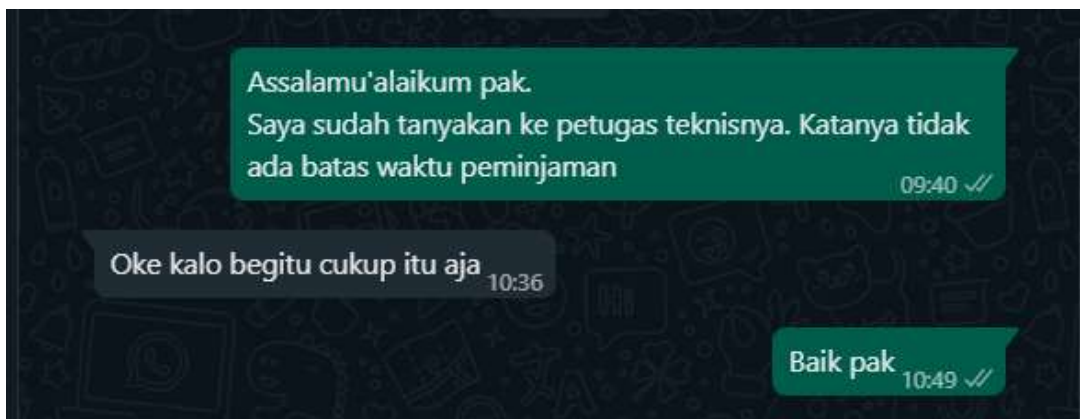 Assalamu'alaikum pak.
Saya sudah tanyakan ke petugas teknisnya. Katanya tidak
ada batas waktu peminjaman
09:40
Oke kalo begitu cukup itu aja 10:36
Baik pak 10:49